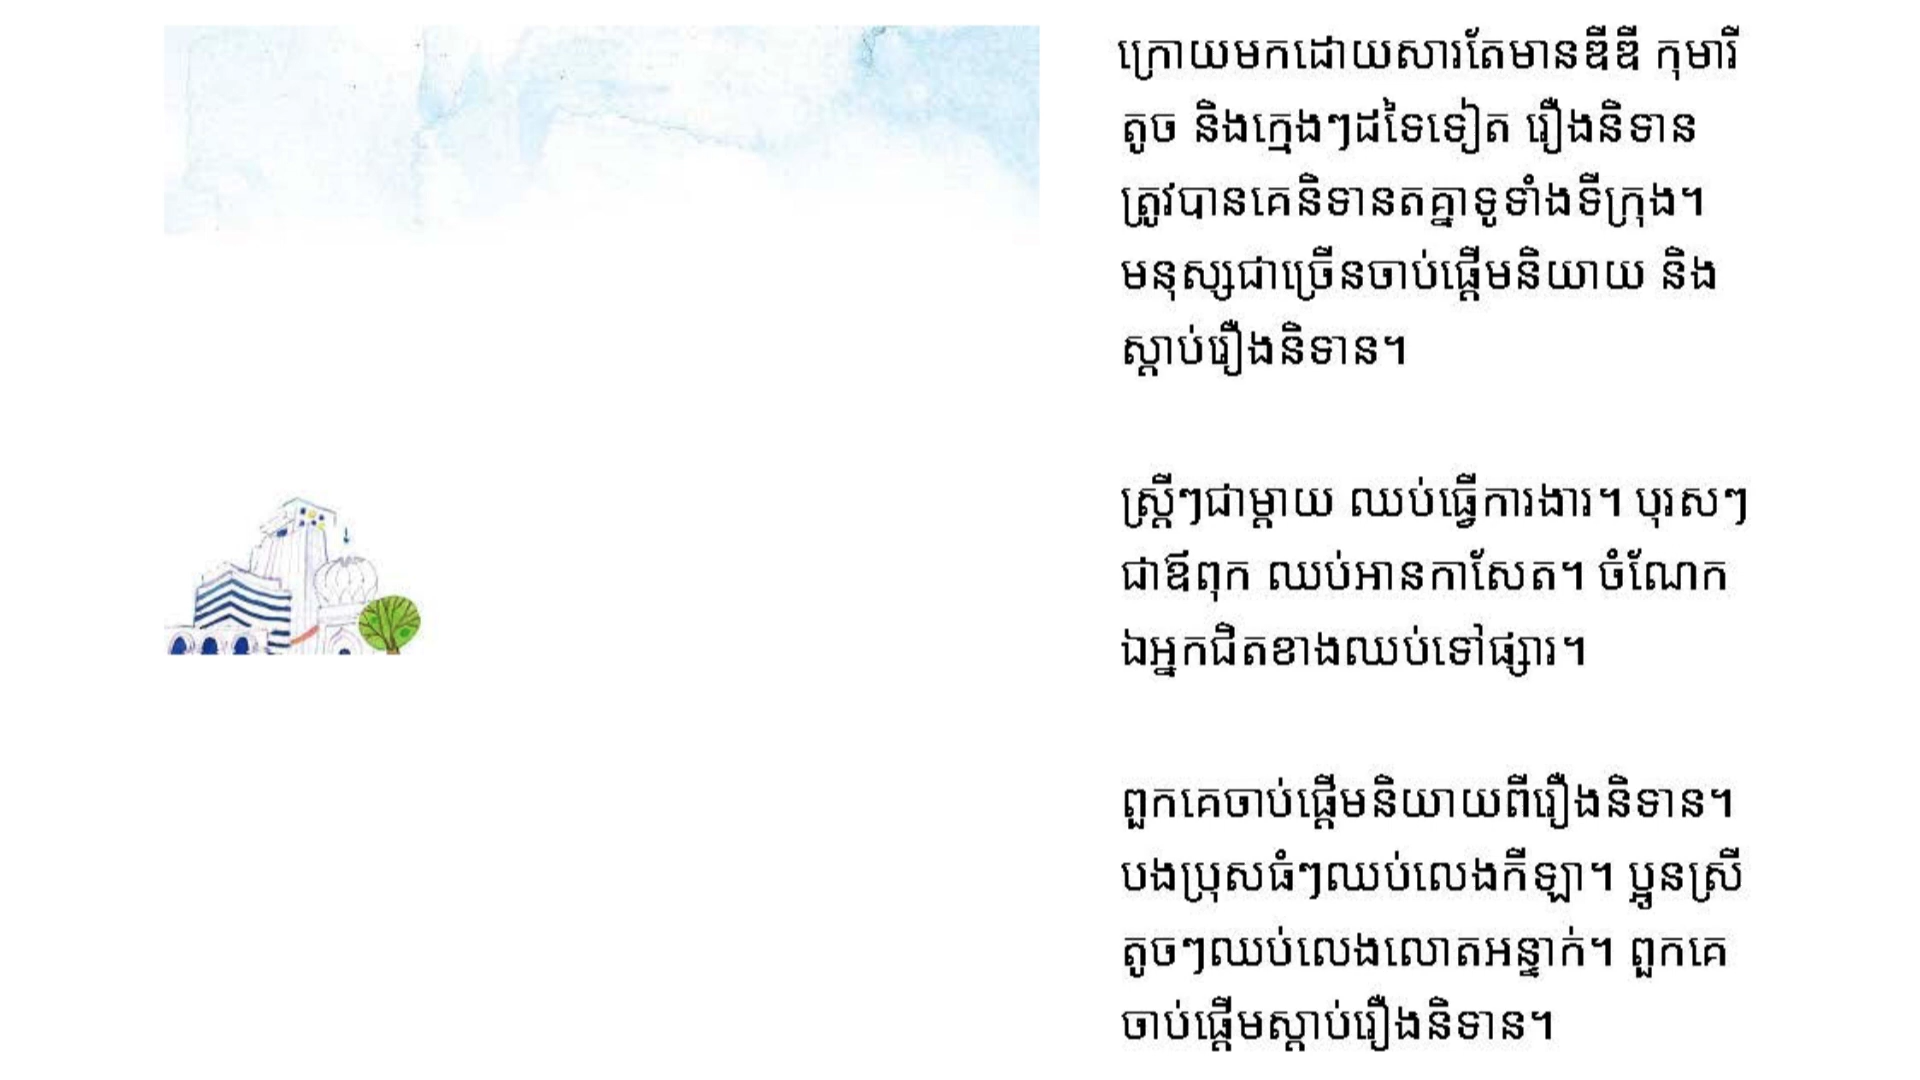 ក្រោយមកដោយសារតែមានឌីឌី កុមារី
តូច និងក្មេងៗដទៃទៀត រឿងនិទាន
ត្រូវបានគេនិទានតគ្នាទូទាំងទីក្រុង។
មនុស្សជាច្រើនចាប់ផ្ដើមនិយាយ និង
ស្ដាប់រឿងនិទាន។
ស្ត្រីៗជាម្ដាយ ឈប់ធ្វើការងារ។ បុរសៗ
ជាឪពុក ឈប់អានកាសែត។ ចំណែក
ឯអ្នកជិតខាងឈប់ទៅផ្សារ។
ពួកគេចាប់ផ្ដើមនិយាយពីរឿងនិទាន។
បងប្រុសធំៗឈប់លេងកីឡា។ ប្អូនស្រី
តូចៗឈប់លេងលោតអន្ទាក់។ ពួកគេ
ចាប់ផ្ដើមស្ដាប់រឿងនិទាន។